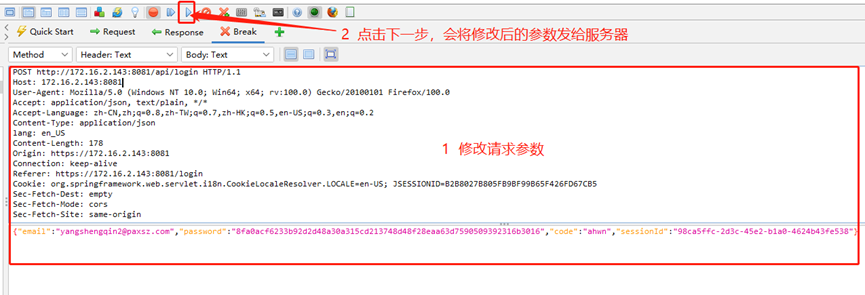 Quick Start
Request
Response
Break
2 点击下一步，会将修改后的参数发给服务器
Method
Header: Text
Body: Text
POST http://172.16.2.143:8081/api/login HTTP/1.1
Host: 172.16.2.143:8081
User-Agent: Mozilla/5.0 (Windows NT 10.0; Win64; x64; rv:100.0) Gecko/20100101 Firefox/100.0
Accept: application/json, text/plain, */*
Accept-Language: zh-CN,zh;q=0.8,zh-TW;q=0.7,zh-HK;q=0.5,en-US;q=0.3,en;q=0.2
Content-Type: application/json
lang: en_US
Content-Length: 178
Origin: https://172.16.2.143:8081
Connection: keep-alive
Referer: https://172.16.2.143:8081/login
Cookie: org.springframework.web.servlet.i18n.CookieLocaleResolver.LOCALE=en-US; JSESSIONID=B2B8027B805FB9BF99B65F426FD67CB5
Sec-Fetch-Dest: empty
Sec-Fetch-Mode: cors
Sec-Fetch-Site: same-origin
1 修改请求参数
{"email":"yangshengqin2@paxsz.com","password":"8fa0acf6233b92d2d48a30a315cd213748d48f28eaa63d7590509392316b3016","code":"ahwn","sessionId":"98ca5ffc-2d3c-45e2-b1a0-4624b43fe538"}